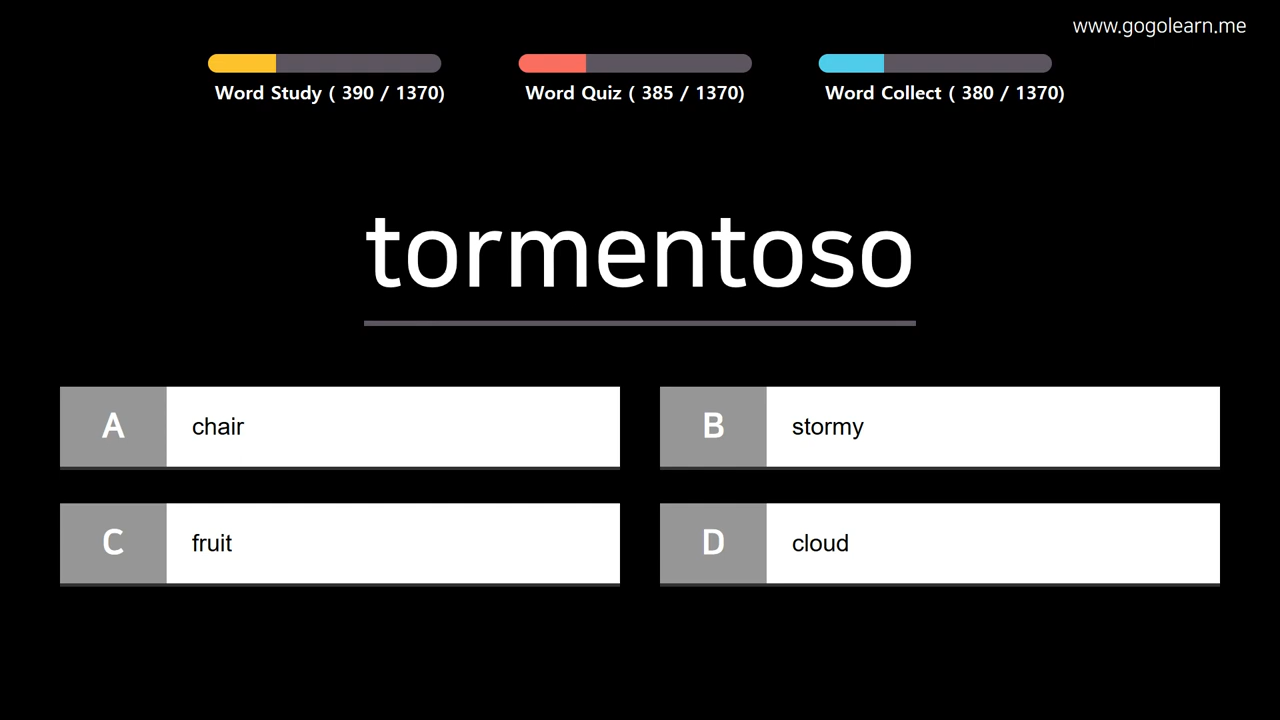 www.gogolearn.me
Word Study ( 390 / 1370)
Word Quiz ( 385 / 1370)
Word Collect ( 380 / 1370)
tormentoso
A chair
B stormy
C fruit
D cloud